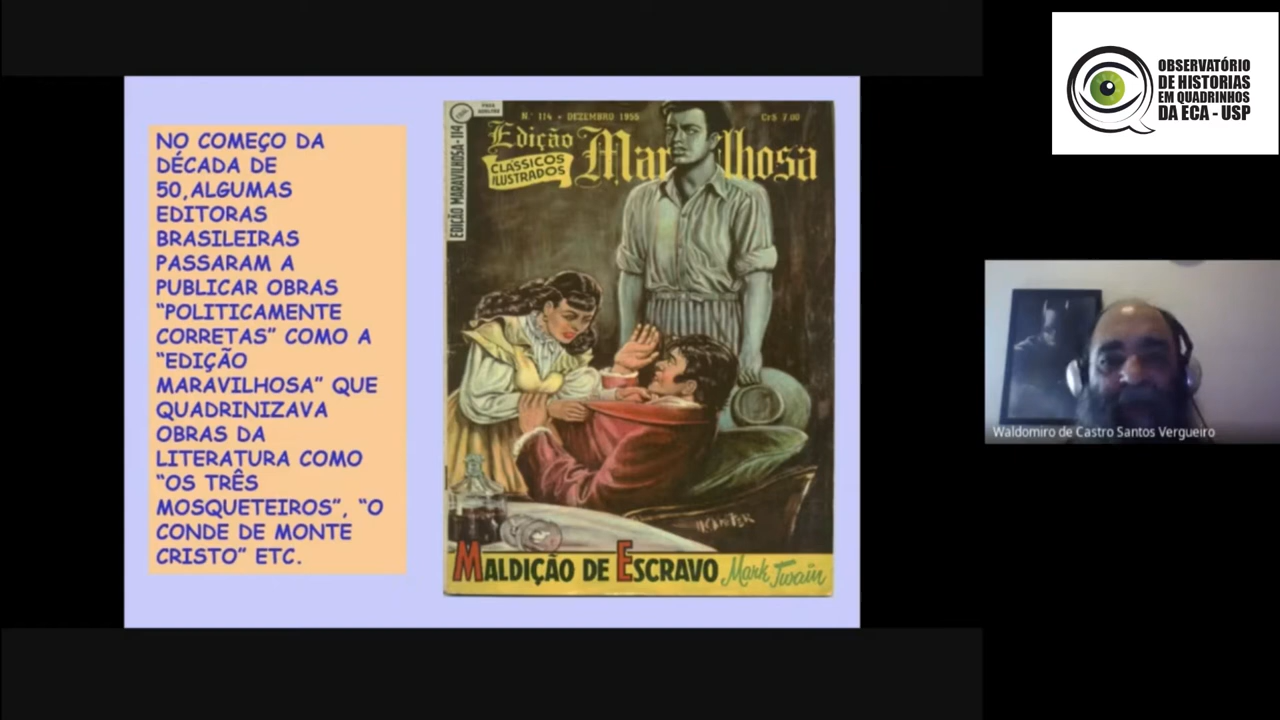 OBSERVATÓRIO
DE HISTORIAS
EM QUADRINHOS
DA ECA - USP
NO COMEÇO DA
DÉCADA DE
50,ALGUMAS
EDITORAS
BRASILEIRAS
PASSARAM A
PUBLICAR OBRAS
“POLITICAMENTE
CORRETAS” COMO A
“EDIÇÃO
MARAVILHOSA” QUE
QUADRINIZAVA
OBRAS DA
LITERATURA COMO
“OS TRÊS
MOSQUETEIROS”, “O
CONDE DE MONTE
CRISTO” ETC.
EDIÇÃO MARAVILHOSA - 114
Nº 114 • DEZEMBRO 1955
Cr$ 7,00
Edição
Mar lhosa
CLÁSSICOS
ILUSTRADOS
MALDIÇÃO DE ESCRAVO
Mark Twain
Waldomiro de Castro Santos Vergueiro